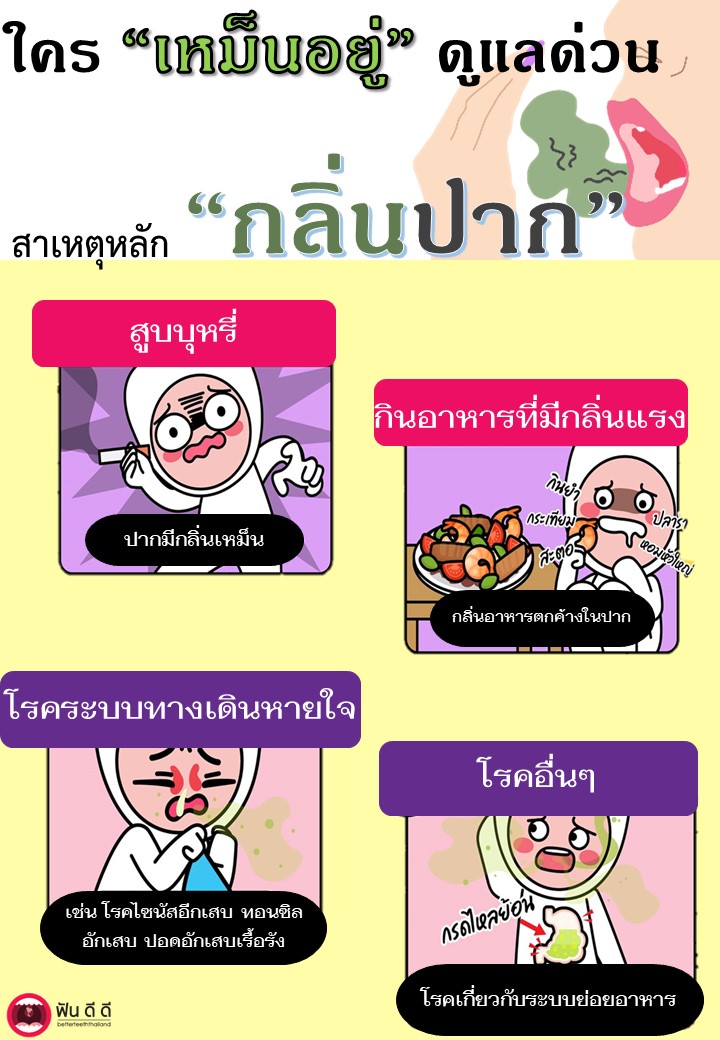 ใคร “เหม็นอยู่” ดูแลด่วน
สาเหตุหลัก “กลิ่นปาก”
สูบบุหรี่
ปากมีกลิ่นเหม็น
กินอาหารที่มีกลิ่นแรง
กินยำ
กระเทียม
สะตอ
ปลาร้า
หอมหัวใหญ่
กลิ่นอาหารตกค้างในปาก
โรคระบบทางเดินหายใจ
เช่น โรคไซนัสอักเสบ ทอนซิล
อักเสบ ปอดอักเสบเรื้อรัง
โรคอื่นๆ
กรดไหลย้อน
โรคเกี่ยวกับระบบย่อยอาหาร
ฟัน ดี ดี
betterteeththailand